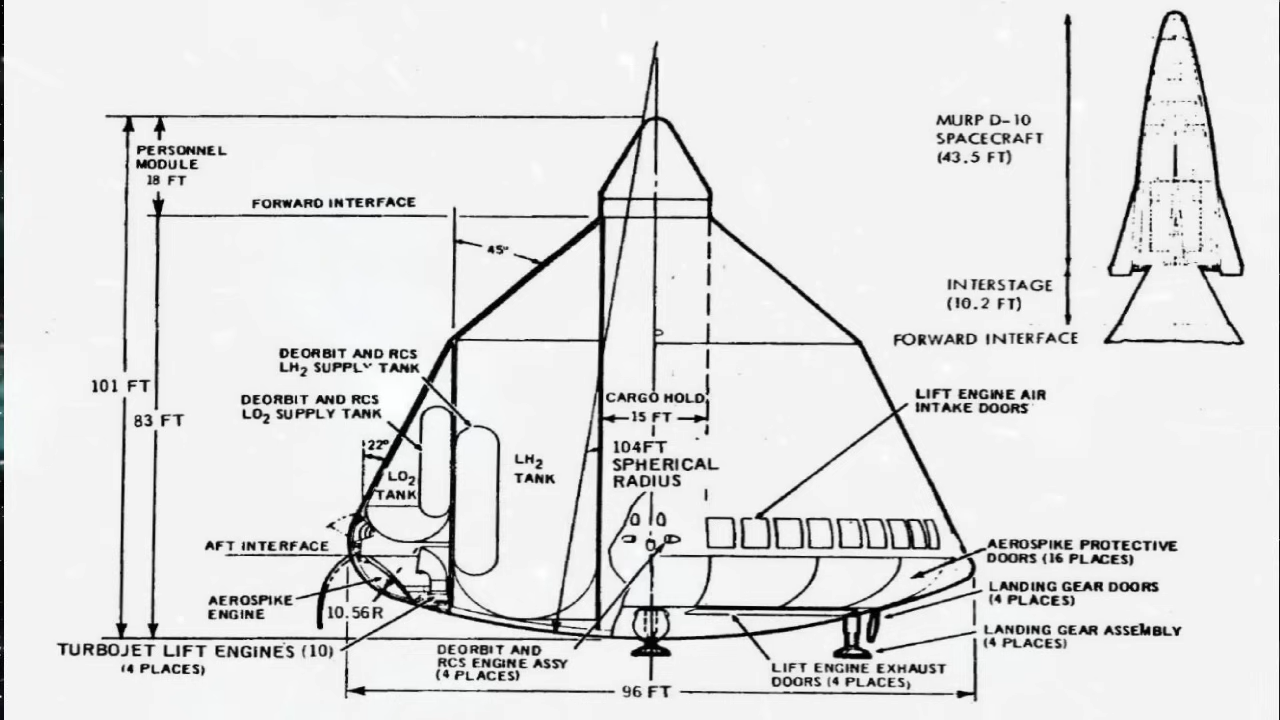 PERSONNEL
MODULE
18 FT
FORWARD INTERFACE
45°
MURP D-10
SPACECRAFT
(43.5 FT)
INTERSTAGE
(10.2 FT)
FORWARD INTERFACE
DEORBIT AND RCS
LH2 SUPPLY TANK
DEORBIT AND RCS
LO2 SUPPLY TANK
101 FT
83 FT
22°
LO2
TANK
LH2
TANK
CARGO HOLD
15 FT
104FT
SPHERICAL
RADIUS
LIFT ENGINE AIR
INTAKE DOORS
AFT INTERFACE
AEROSPIKE
ENGINE
10.56R
AEROSPIKE PROTECTIVE
DOORS (16 PLACES)
LANDING GEAR DOORS
(4 PLACES)
LANDING GEAR ASSEMBLY
(4 PLACES)
TURBOJET LIFT ENGINES (10)
(4 PLACES)
DEORBIT AND
RCS ENGINE ASSY
(4 PLACES)
LIFT ENGINE EXHAUST
DOORS (4 PLACES)
96 FT